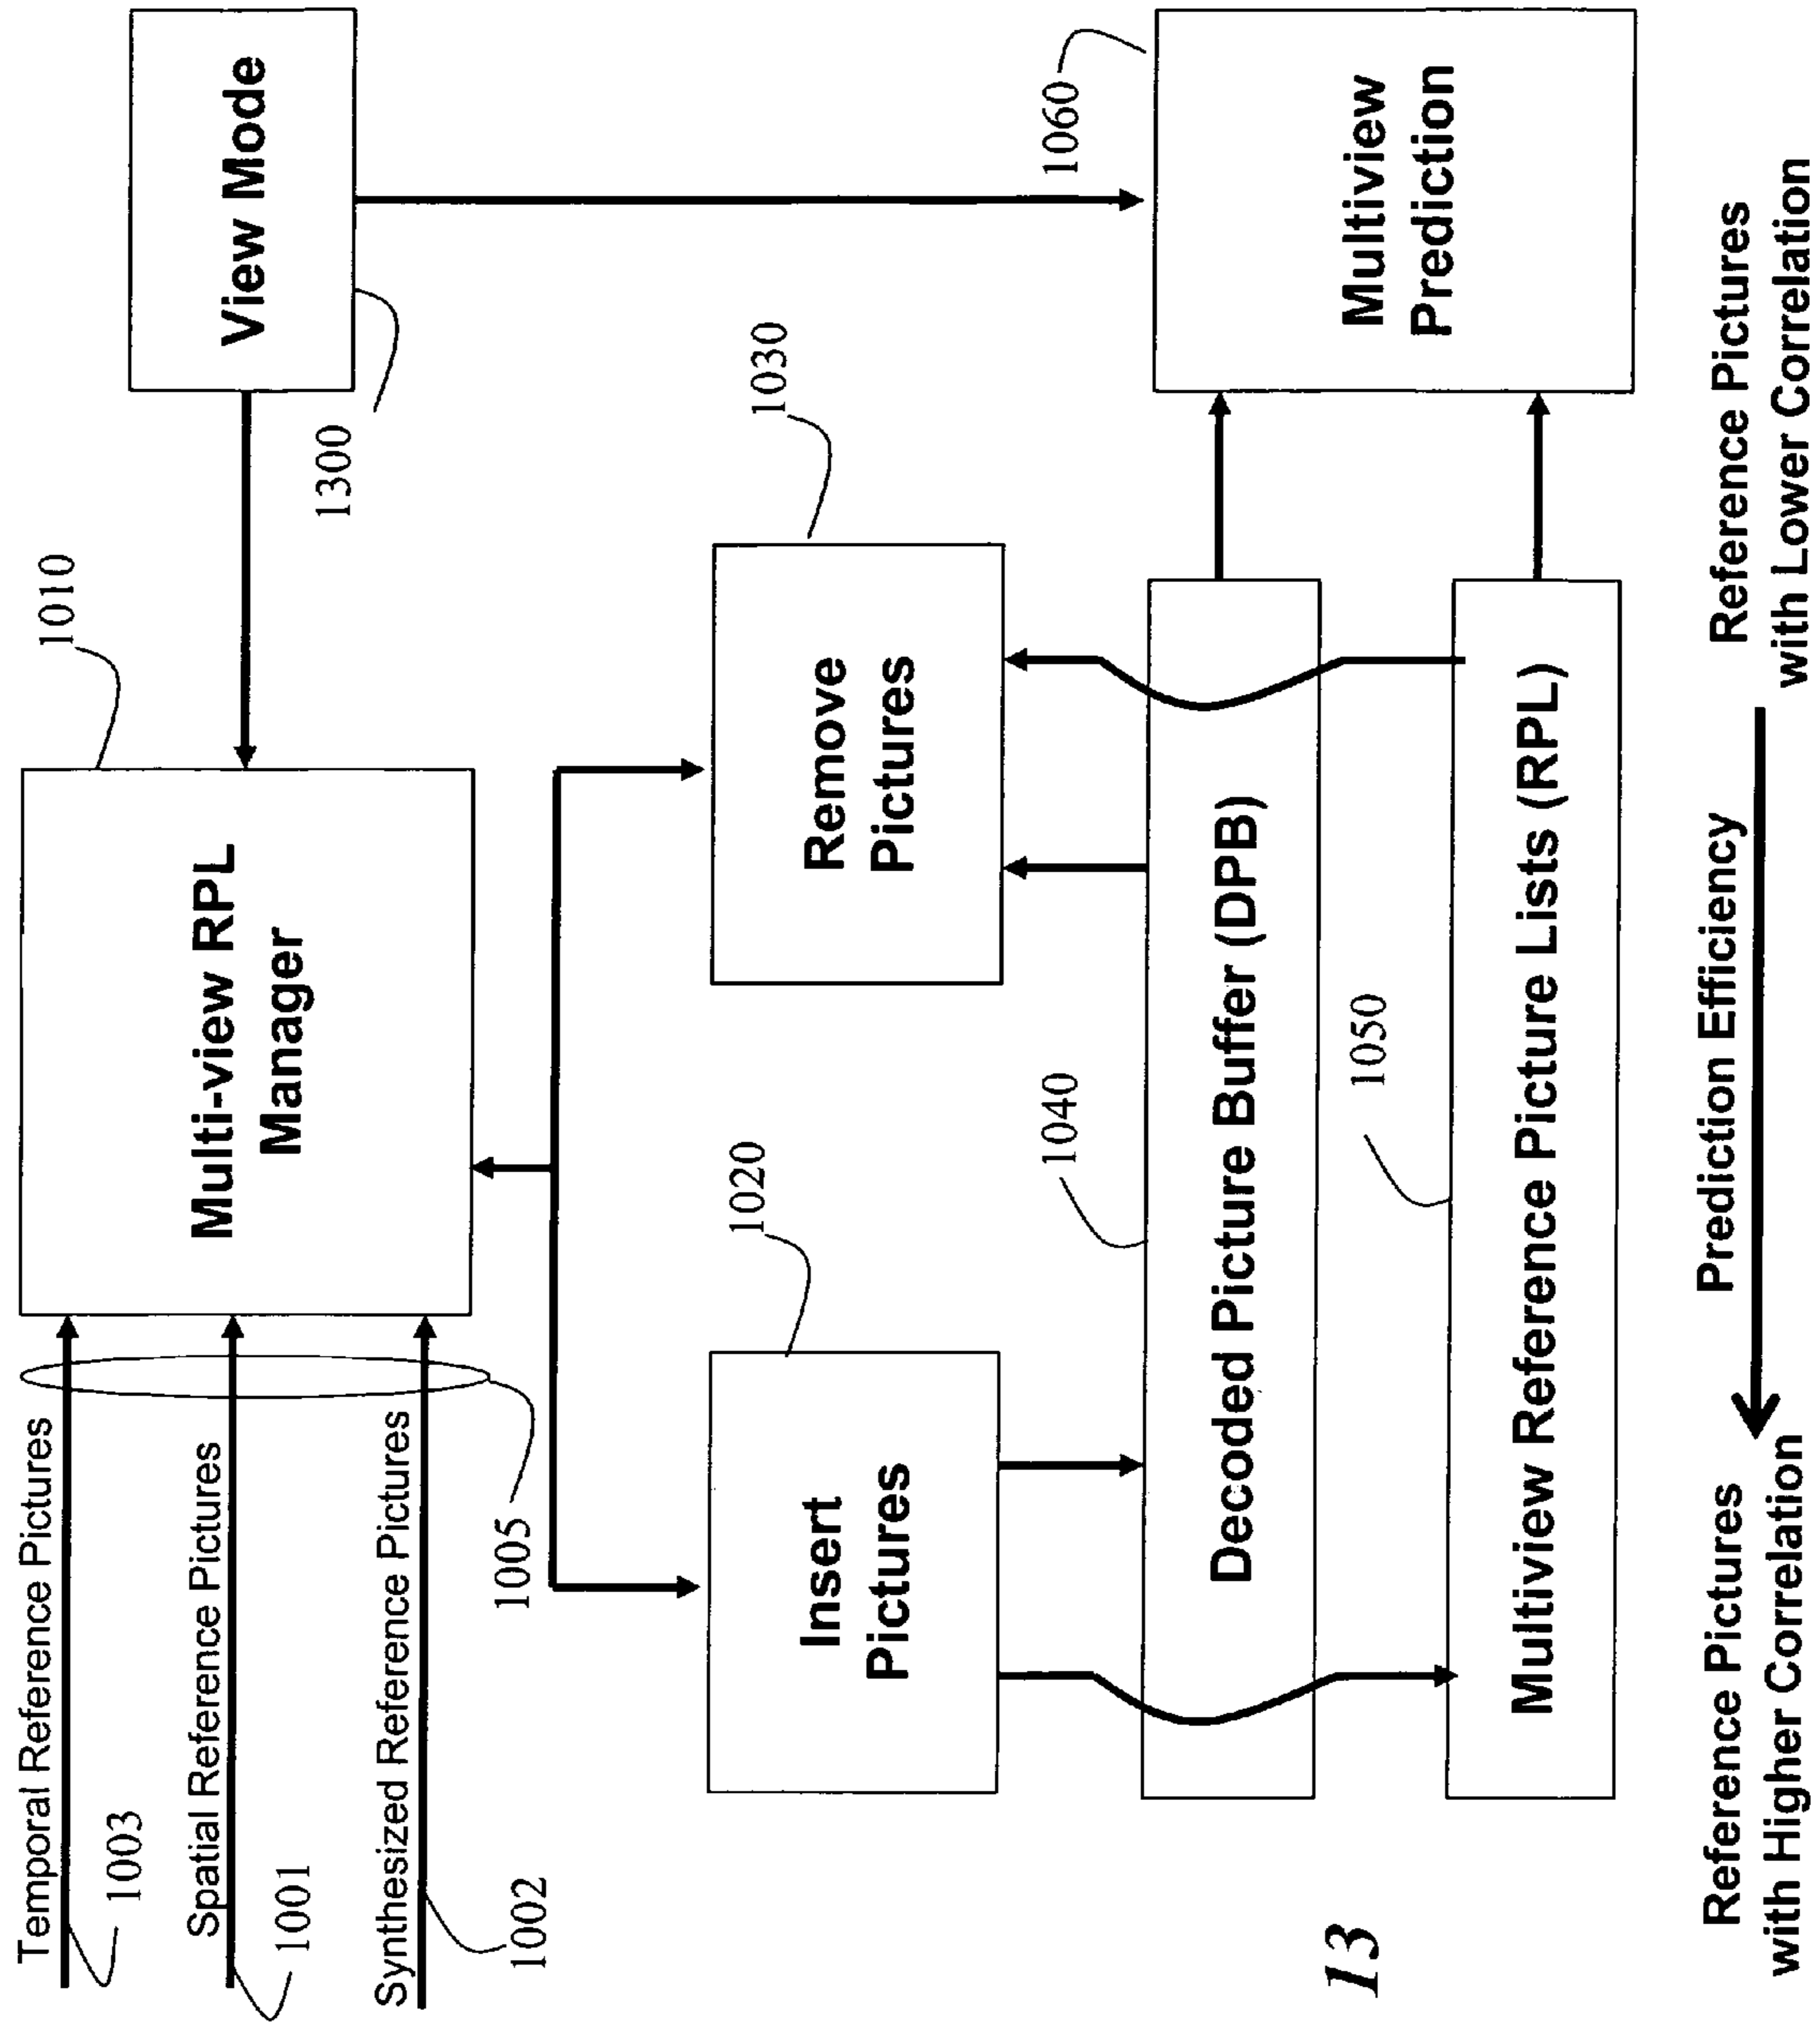 Temporal Reference Pictures
1003
Spatial Reference Pictures
1001
Synthesized Reference Pictures
1002
1005
Multi-view RPL
Manager
1010
View Mode
1300
Insert
Pictures
1020
Remove
Pictures
1030
Decoded Picture Buffer (DPB)
1040
Multiview Reference Picture Lists (RPL)
1050
Multiview
Prediction
1060
13
Reference Pictures
with Higher Correlation
Prediction Efficiency
Reference Pictures
with Lower Correlation